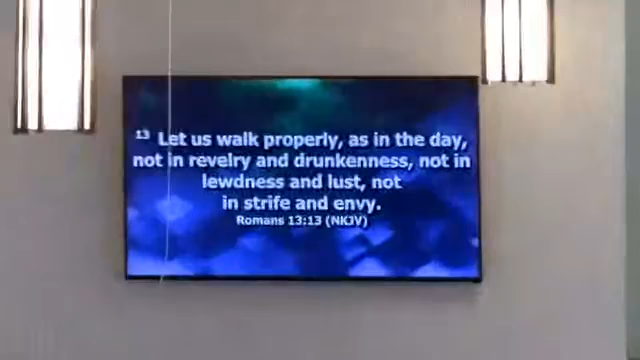 13 Let us walk properly, as in the day,
not in revelry and drunkenness, not in
lewdness and lust, not
in strife and envy.
Romans 13:13 (NKJV)